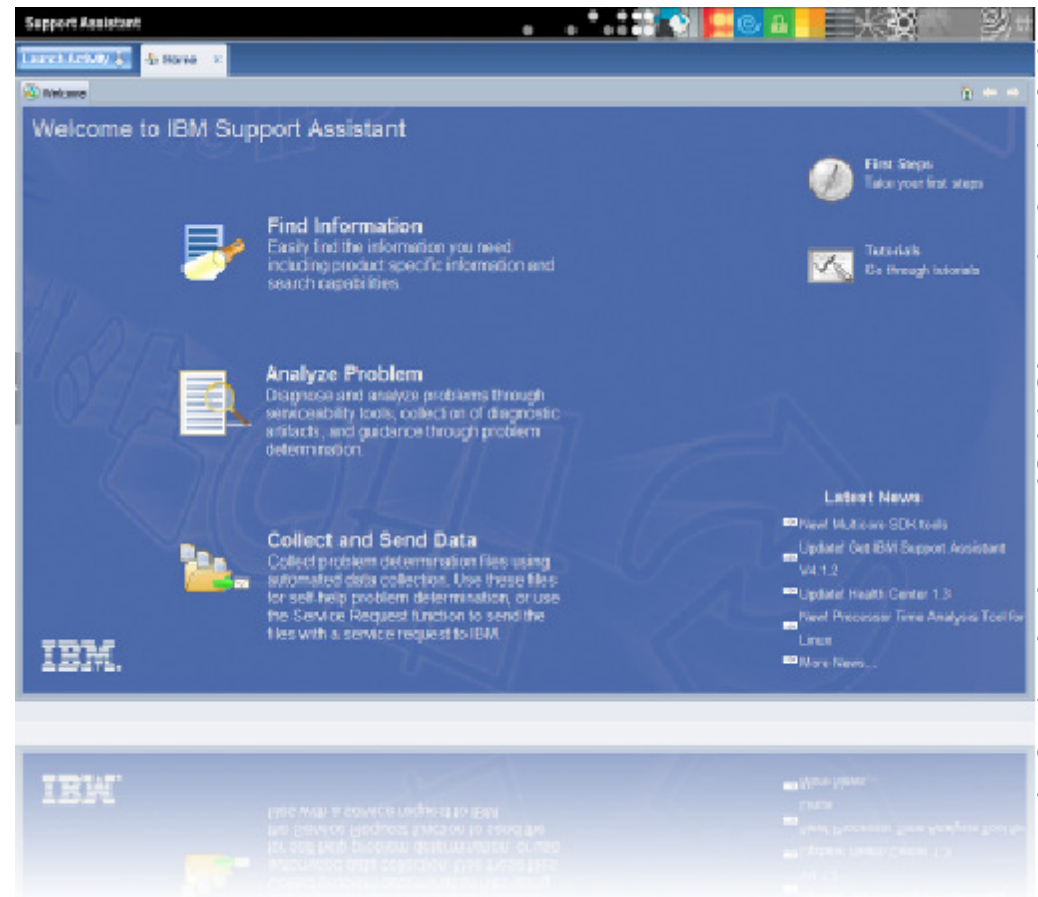 Support Assistant
Launch Activity
Home
Welcome
Welcome to IBM Support Assistant
First Steps
Take your first steps
Find Information
Easily find the information you need
including product specific information and
search capabilities.
Tutorials
Go through tutorials
Analyze Problem
Diagnose and analyze problems through
serviceability tools, collection of diagnostic
artifacts, and guidance through problem
determination.
Latest News
New! Multicore SDK tools
Update! Get IBM Support Assistant
V4.1.2
Update! Health Center 1.3
New! Processor Time Analysis Tool for
Linux
More News...
Collect and Send Data
Collect problem determination files using
automated data collection. Use these files
for self-help problem determination, or use
the Service Request function to send the
files with a service request to IBM.
IBM.